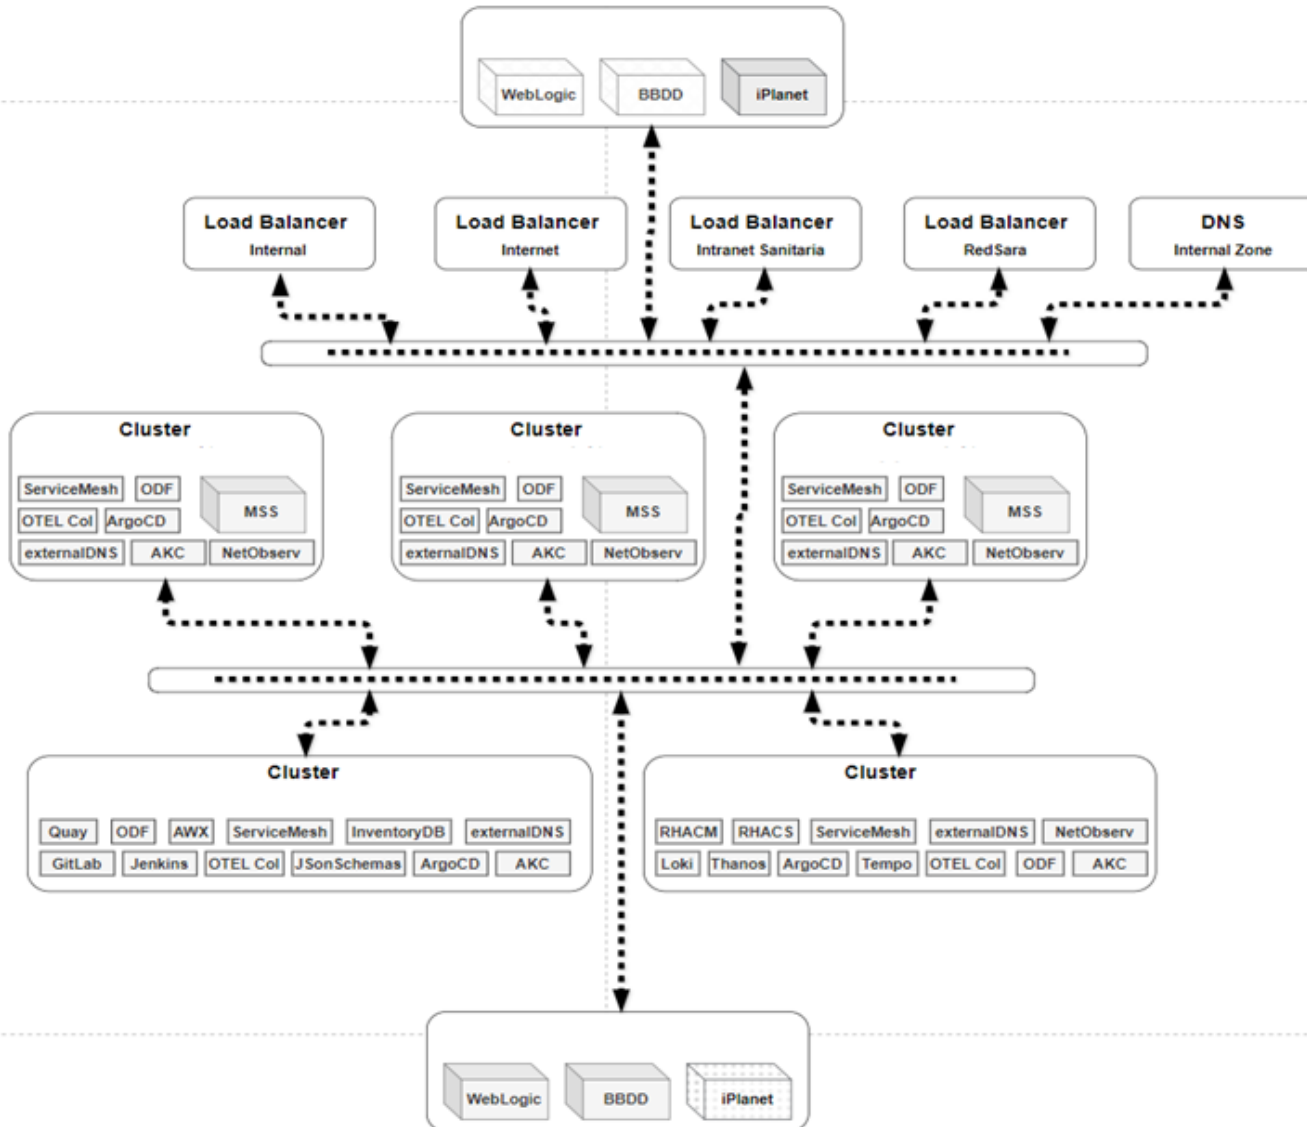 WebLogic BBDD iPlanet
Load Balancer Load Balancer Load Balancer Load Balancer DNS
Internal Internet Intranet Sanitaria RedSara Internal Zone
Cluster Cluster Cluster
ServiceMesh ODF MSS ServiceMesh ODF MSS ServiceMesh ODF MSS
OTEL Col ArgoCD OTEL Col ArgoCD OTEL Col ArgoCD
externalDNS AKC NetObserv externalDNS AKC NetObserv externalDNS AKC NetObserv
Cluster Cluster
Quay ODF AWX ServiceMesh InventoryDB externalDNS RHACM RHACS ServiceMesh externalDNS NetObserv
GitLab Jenkins OTEL Col JSonSchemas ArgoCD AKC Loki Thanos ArgoCD Tempo OTEL Col ODF AKC
WebLogic BBDD iPlanet